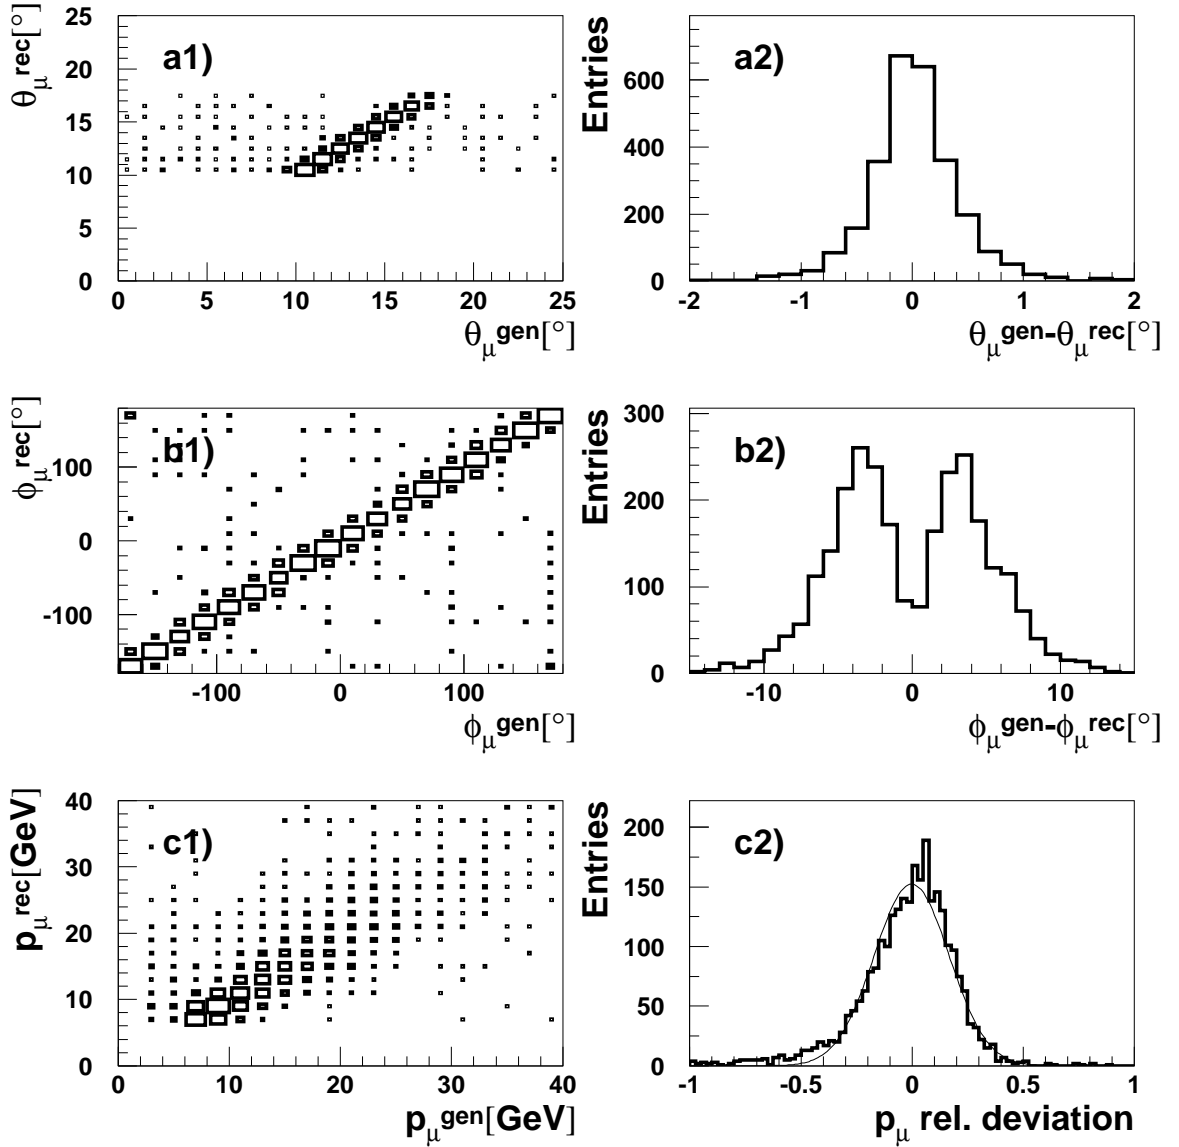 θμrec[°]
25
20
15
10
5
0
a1)
0 5 10 15 20 25
θμgen[°]
Entries
600
400
200
0
a2)
-2 -1 0 1 2
θμgen-θμrec[°]
ϕμrec[°]
100
0
-100
b1)
-100 0 100
ϕμgen[°]
Entries
300
200
100
0
b2)
-10 0 10
ϕμgen-ϕμrec[°]
pμrec[GeV]
40
30
20
10
0
c1)
0 10 20 30 40
pμgen[GeV]
Entries
200
150
100
50
0
c2)
-1 -0.5 0 0.5 1
pμ rel. deviation